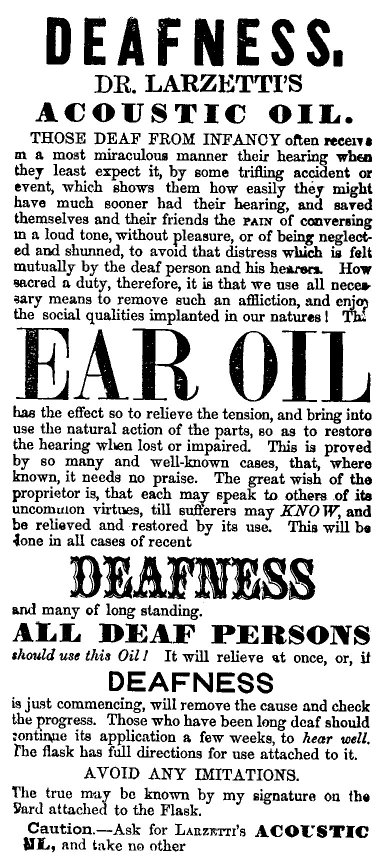 DEAFNESS.
DR. LARZETTI'S
ACOUSTIC OIL.
THOSE DEAF FROM INFANCY often receive
in a most miraculous manner their hearing when
they least expect it, by some trifling accident or
event, which shows them how easily they might
have much sooner had their hearing, and saved
themselves and their friends the PAIN of conversing
in a loud tone, without pleasure, or of being neglect-
ed and shunned, to avoid that distress which is felt
mutually by the deaf person and his hearers. How
sacred a duty, therefore, it is that we use all neces-
sary means to remove such an affliction, and enjoy
the social qualities implanted in our natures! The
EAR OIL
has the effect so to relieve the tension, and bring into
use the natural action of the parts, so as to restore
the hearing when lost or impaired. This is proved
by so many and well-known cases, that, where
known, it needs no praise. The great wish of the
proprietor is, that each may speak to others of its
uncommon virtues, till sufferers may KNOW, and
be relieved and restored by its use. This will be
done in all cases of recent
DEAFNESS
and many of long standing.
ALL DEAF PERSONS
should use this Oil! It will relieve at once, or, if
DEAFNESS
is just commencing, will remove the cause and check
the progress. Those who have been long deaf should
continue its application a few weeks, to hear well.
The flask has full directions for use attached to it.
AVOID ANY IMITATIONS.
The true may be known by my signature on the
Card attached to the Flask.
Caution.—Ask for LARZETTI'S ACOUSTIC
OIL, and take no other